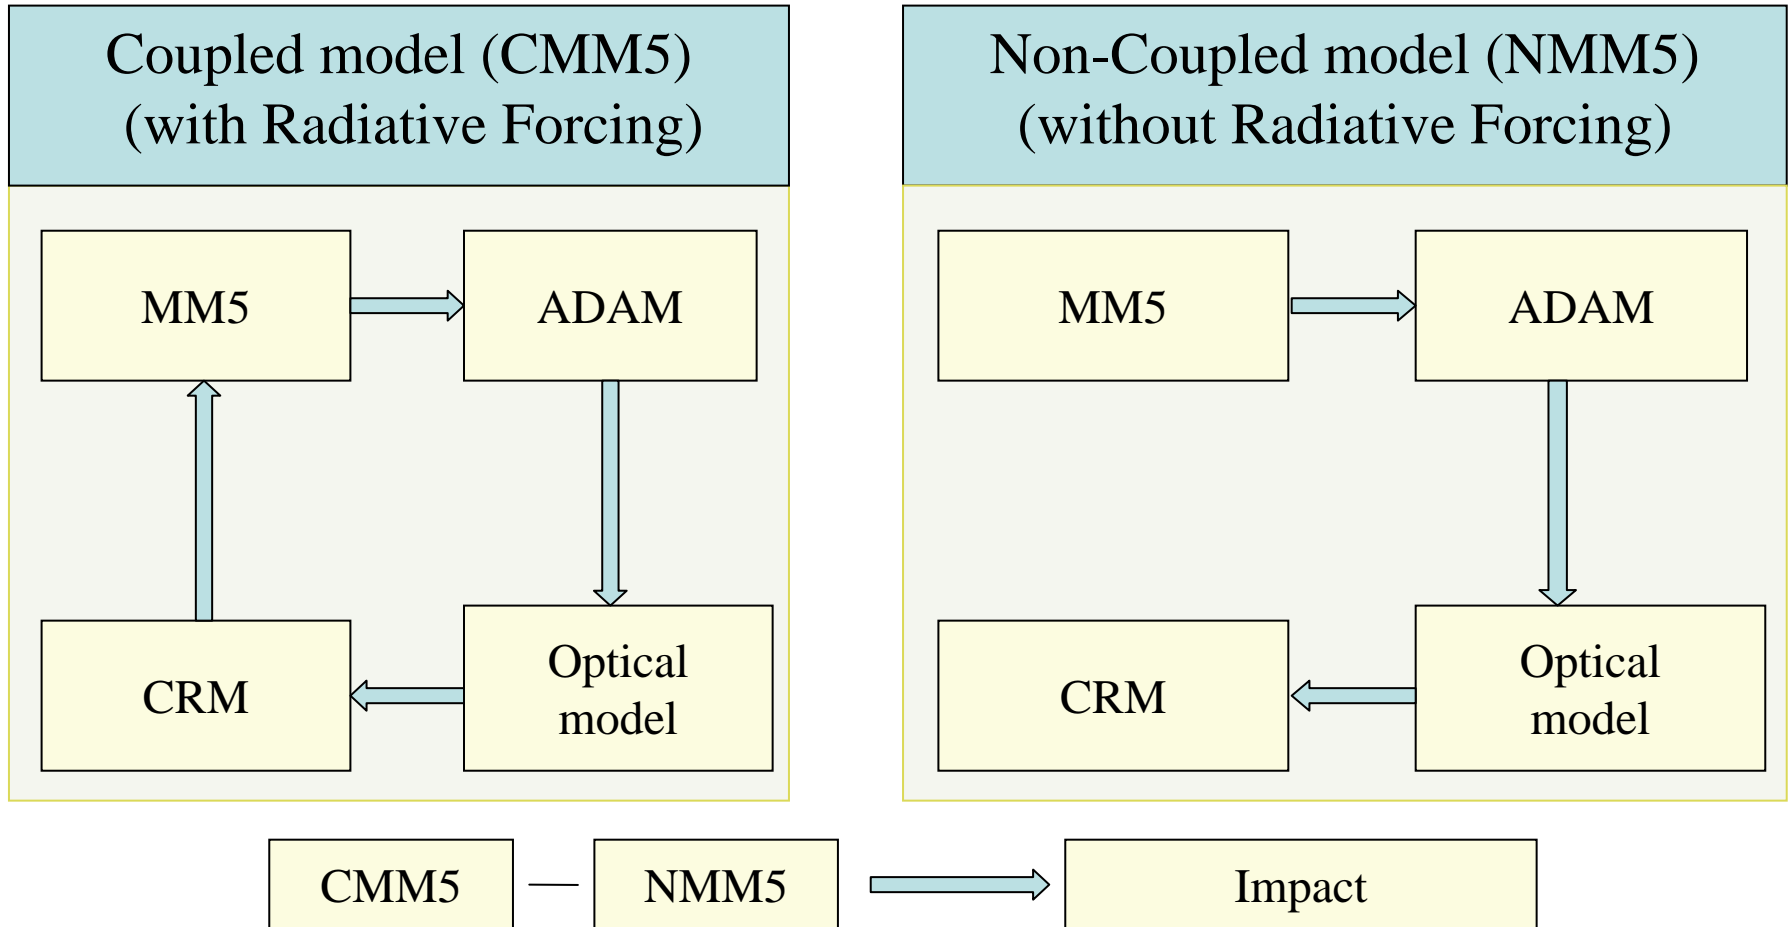 Coupled model (CMM5)
(with Radiative Forcing)
Non-Coupled model (NMM5)
(without Radiative Forcing)
MM5
ADAM
CRM
Optical
model
MM5
ADAM
CRM
Optical
model
CMM5 — NMM5
Impact